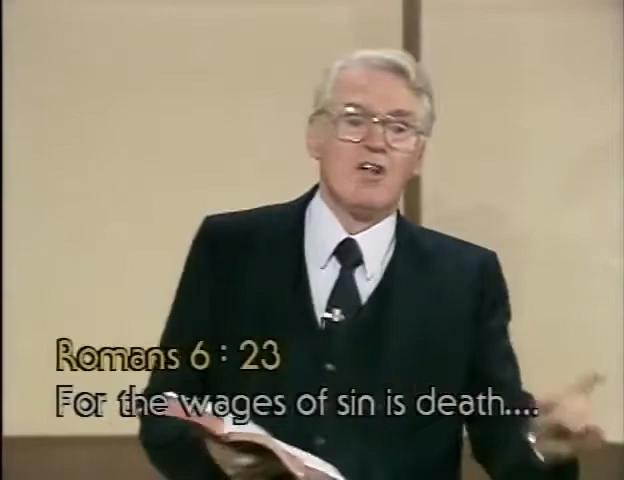 Romans 6 : 23
For the wages of sin is death....